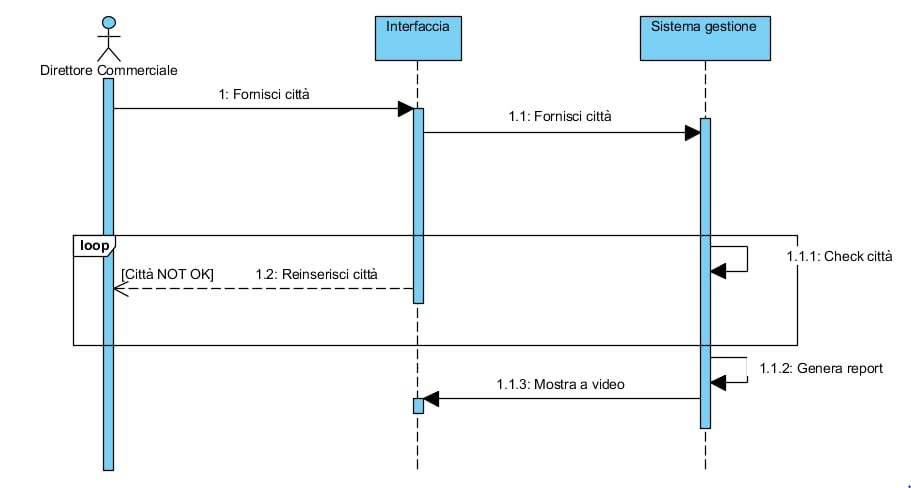 Direttore Commerciale
Interfaccia
Sistema gestione
1: Fornisci città
1.1: Fornisci città
loop
1.1.1: Check città
[Città NOT OK]
1.2: Reinserisci città
1.1.2: Genera report
1.1.3: Mostra a video